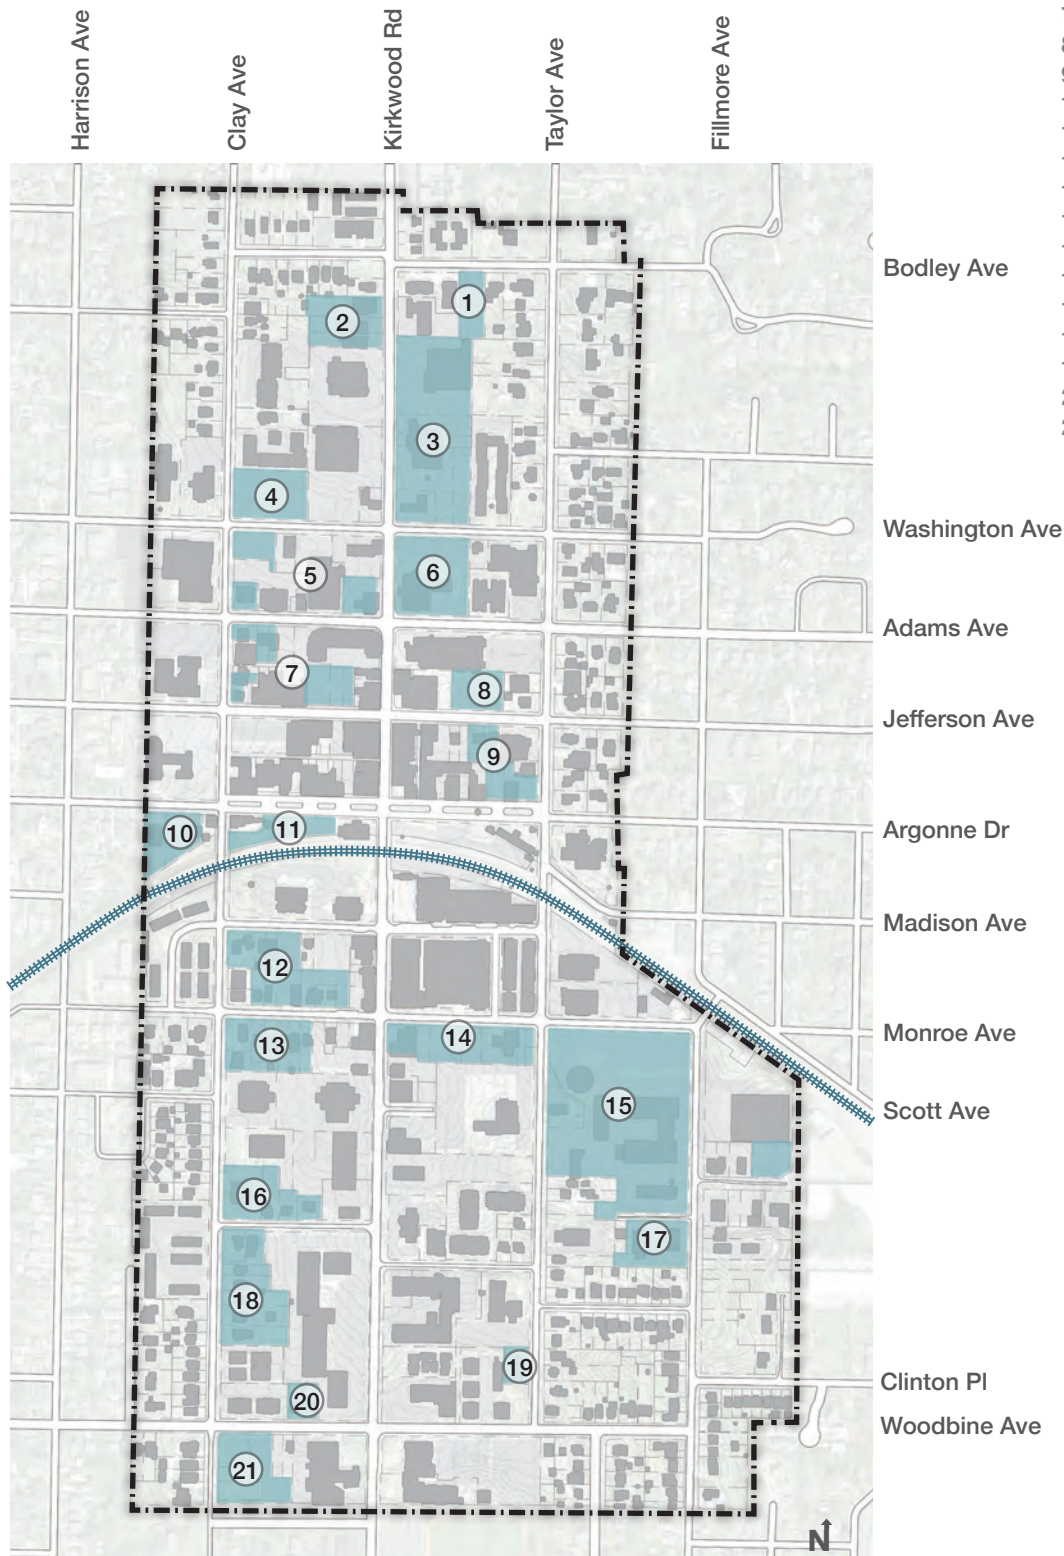 Harrison Ave
Clay Ave
Kirkwood Rd
Taylor Ave
Fillmore Ave
Bodley Ave
1
2
3
4
Washington Ave
5
6
Adams Ave
7
8
Jefferson Ave
9
10
11
Argonne Dr
Madison Ave
12
13
14
Monroe Ave
15
Scott Ave
16
17
18
19
Clinton Pl
20
Woodbine Ave
21
N